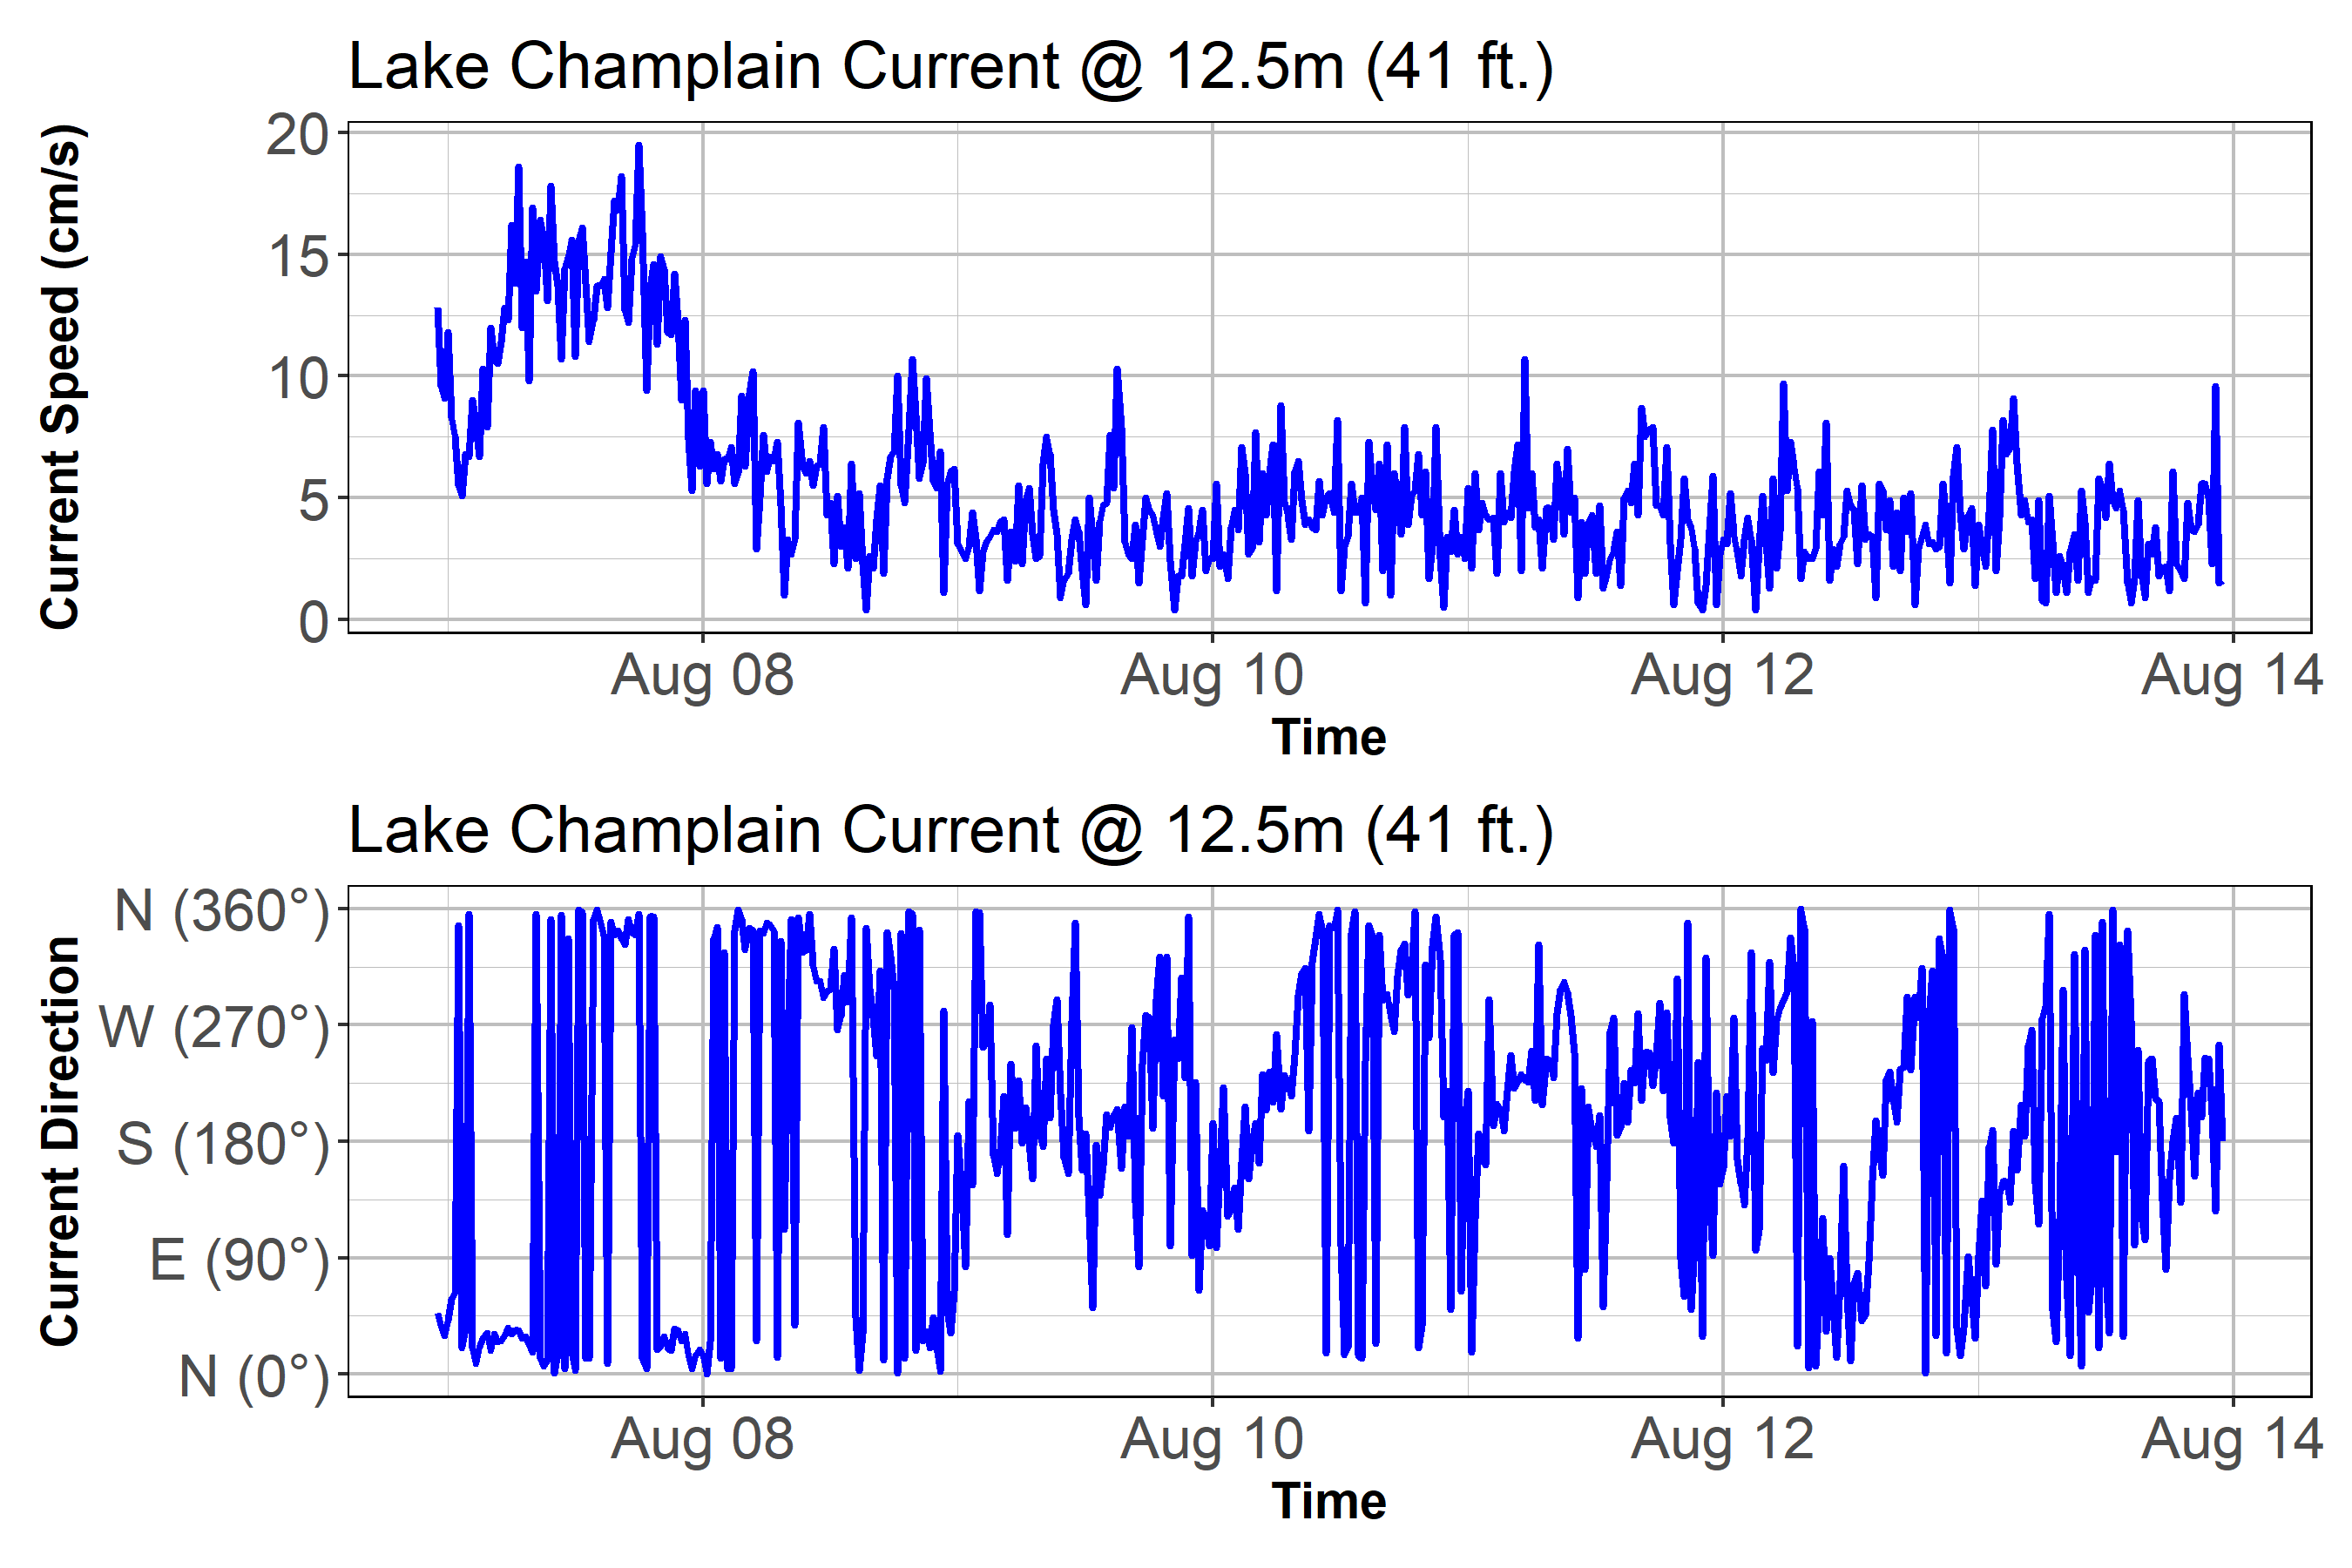 Lake Champlain Current @ 12.5m (41 ft.)
Current Speed (cm/s)
20
15
10
5
0
Aug 08 Aug 10 Aug 12 Aug 14
Time
Lake Champlain Current @ 12.5m (41 ft.)
Current Direction
N (360°)
W (270°)
S (180°)
E (90°)
N (0°)
Aug 08 Aug 10 Aug 12 Aug 14
Time